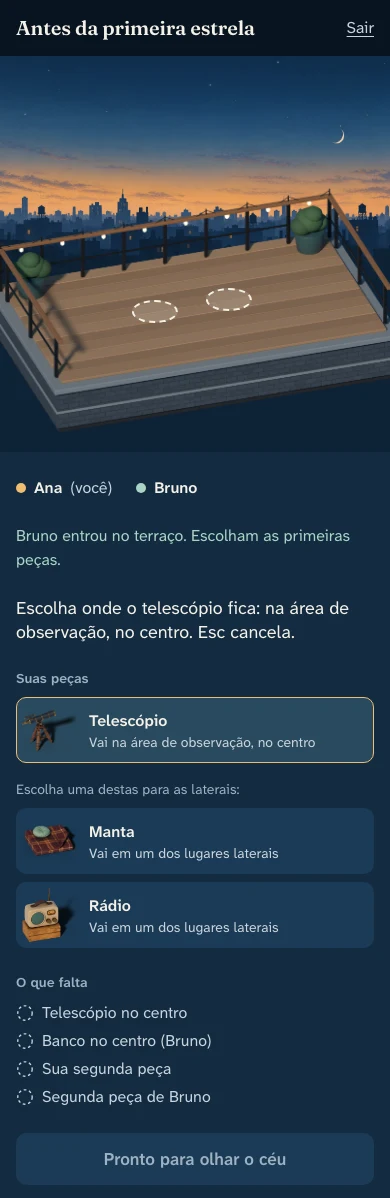 Antes da primeira estrela
Sair
Ana (você)
Bruno
Bruno entrou no terraço. Escolham as primeiras
peças.
Escolha onde o telescópio fica: na área de
observação, no centro. Esc cancela.
Suas peças
Telescópio
Vai na área de observação, no centro
Escolha uma destas para as laterais:
Manta
Vai em um dos lugares laterais
Rádio
Vai em um dos lugares laterais
O que falta
Telescópio no centro
Banco no centro (Bruno)
Sua segunda peça
Segunda peça de Bruno
Pronto para olhar o céu